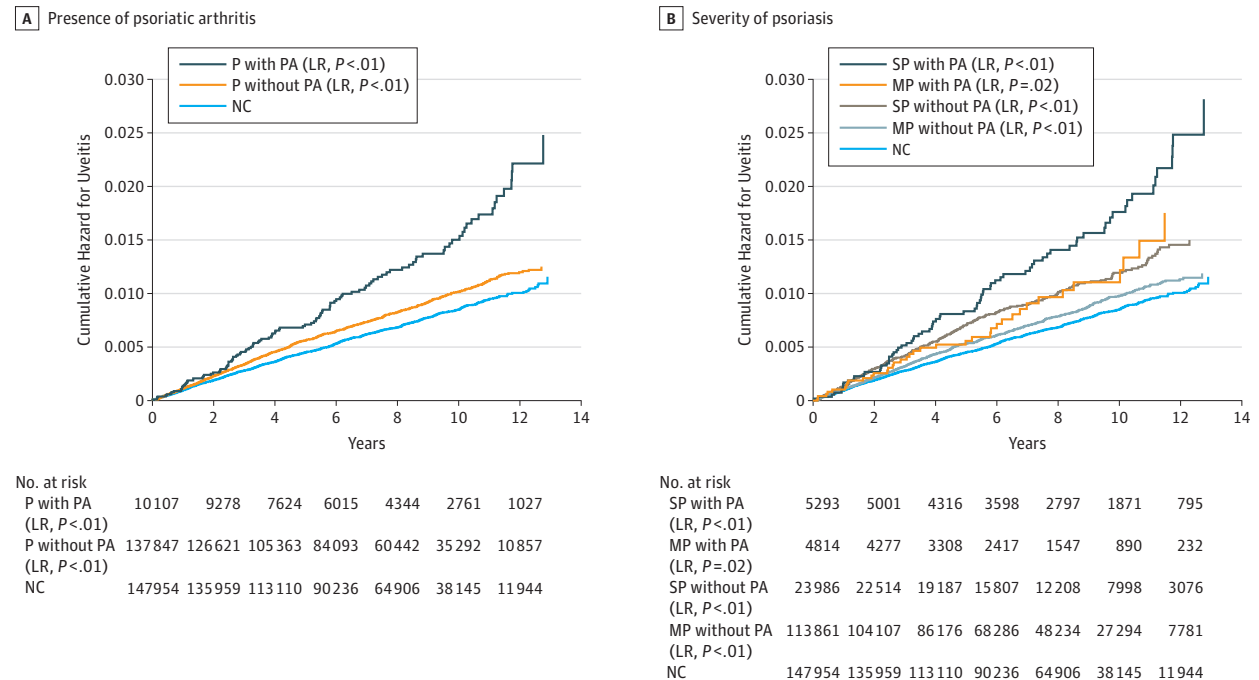 A Presence of psoriatic arthritis
P with PA (LR, P<.01)
P without PA (LR, P<.01)
NC
0.030
0.025
0.020
0.015
0.010
0.005
0
Cumulative Hazard for Uveitis
0 2 4 6 8 10 12 14
Years
No. at risk
P with PA 10107 9278 7624 6015 4344 2761 1027
(LR, P<.01)
P without PA 137847 126621 105363 84093 60442 35292 10857
(LR, P<.01)
NC 147954 135959 113110 90236 64906 38145 11944
B Severity of psoriasis
SP with PA (LR, P<.01)
MP with PA (LR, P=.02)
SP without PA (LR, P<.01)
MP without PA (LR, P<.01)
NC
0.030
0.025
0.020
0.015
0.010
0.005
0
Cumulative Hazard for Uveitis
0 2 4 6 8 10 12 14
Years
No. at risk
SP with PA 5293 5001 4316 3598 2797 1871 795
(LR, P<.01)
MP with PA 4814 4277 3308 2417 1547 890 232
(LR, P=.02)
SP without PA 23986 22514 19187 15807 12208 7998 3076
(LR, P<.01)
MP without PA 113861 104107 86176 68286 48234 27294 7781
(LR, P<.01)
NC 147954 135959 113110 90236 64906 38145 11944